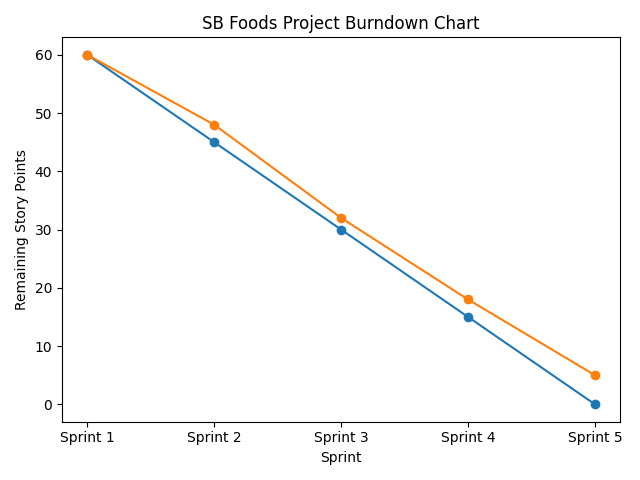 SB Foods Project Burndown Chart
Remaining Story Points
60
50
40
30
20
10
0
Sprint 1 Sprint 2 Sprint 3 Sprint 4 Sprint 5
Sprint